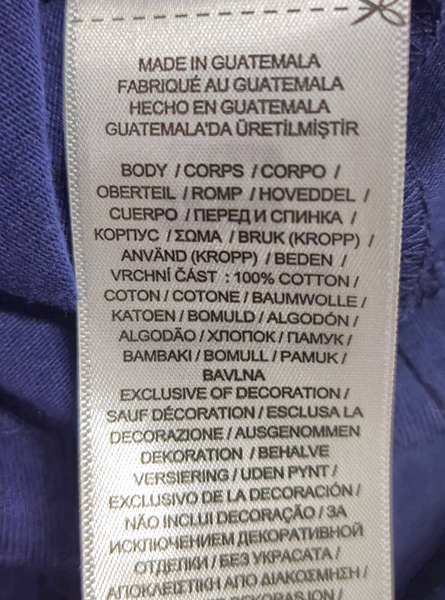 MADE IN GUATEMALA
FABRIQUÉ AU GUATEMALA
HECHO EN GUATEMALA
GUATEMALA'DA ÜRETİLMİŞTİR
BODY / CORPS / CORPO /
OBERTEIL / ROMP / HOVEDDEL /
CUERPO / ПЕРЕД И СПИНКА /
КОРПУС / ΣΩΜΑ / BRUK (KROPP) /
ANVÄND (KROPP) / BEDEN /
VRCHNÍ ČÁST : 100% COTTON /
COTON / COTONE / BAUMWOLLE /
KATOEN / BOMULD / ALGODÓN /
ALGODÃO / ХЛОПОК / ПАМУК /
BAMBAKI / BOMULL / PAMUK /
BAVLNA
EXCLUSIVE OF DECORATION /
SAUF DÉCORATION / ESCLUSA LA
DECORAZIONE / AUSGENOMMEN
DEKORATION / BEHALVE
VERSIERING / UDEN PYNT /
EXCLUSIVO DE LA DECORACIÓN /
NÃO INCLUI DECORAÇÃO / ЗА
ИСКЛЮЧЕНИЕМ ДЕКОРАТИВНОЙ
ОТДЕЛКИ / БЕЗ УКРАСАТА /
ΑΠΟΚΛΕΙΣΤΙΚΗ ΑΠΟ ΔΙΑΚΟΣΜΗΣΗ /
DEKORASJON /